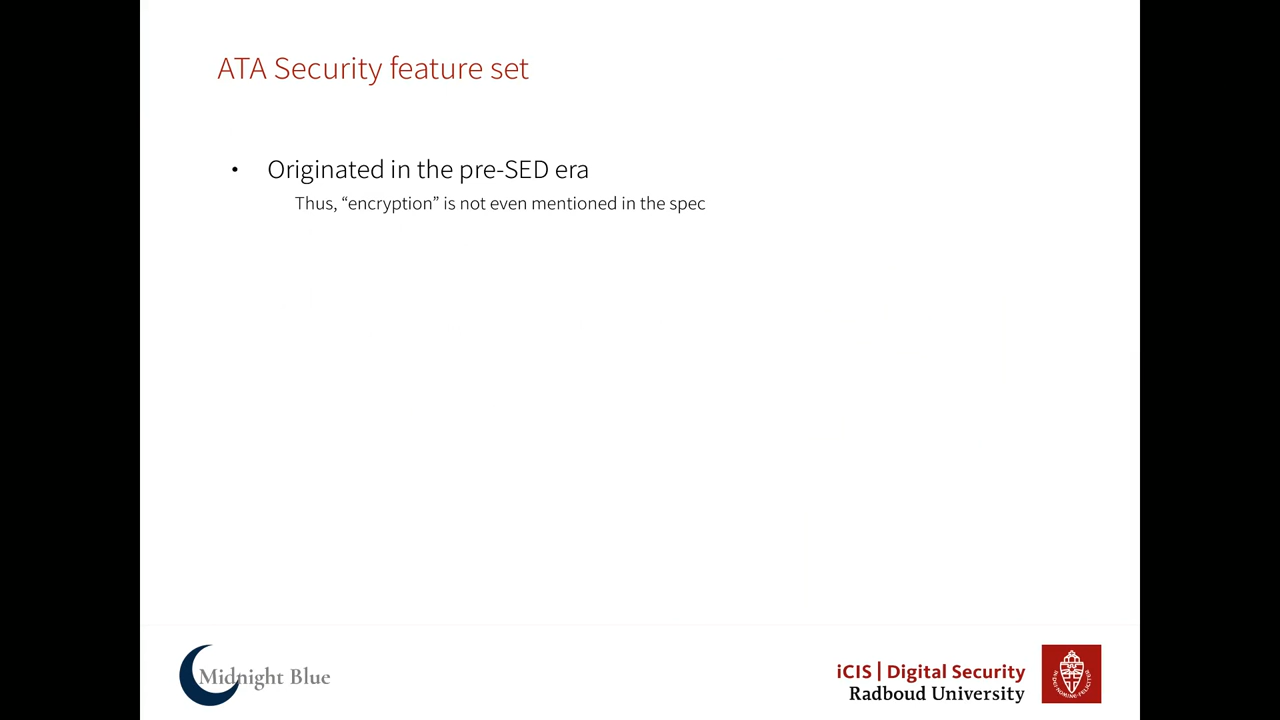 ATA Security feature set
• Originated in the pre-SED era
Thus, “encryption” is not even mentioned in the spec
Midnight Blue
iCIS | Digital Security
Radboud University